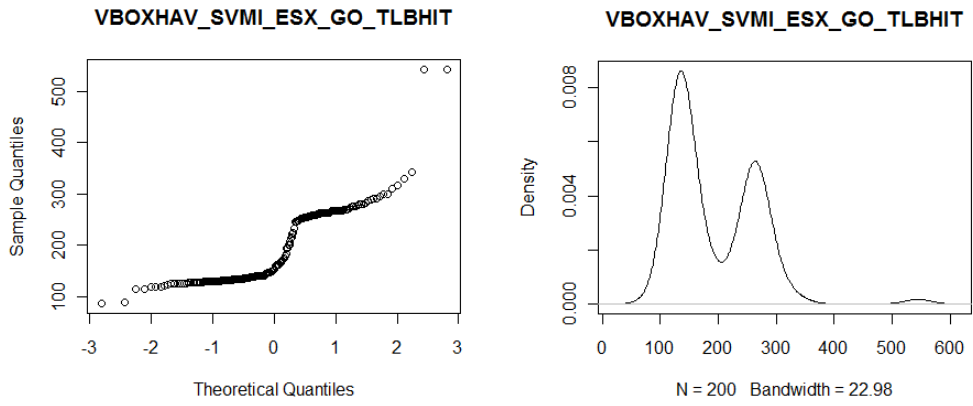 VBOXHAV_SVMI_ESX_GO_TLBHIT
Sample Quantiles
500
400
300
200
100
-3 -2 -1 0 1 2 3
Theoretical Quantiles
VBOXHAV_SVMI_ESX_GO_TLBHIT
Density
0.008
0.004
0.000
0 100 200 300 400 500 600
N = 200 Bandwidth = 22.98